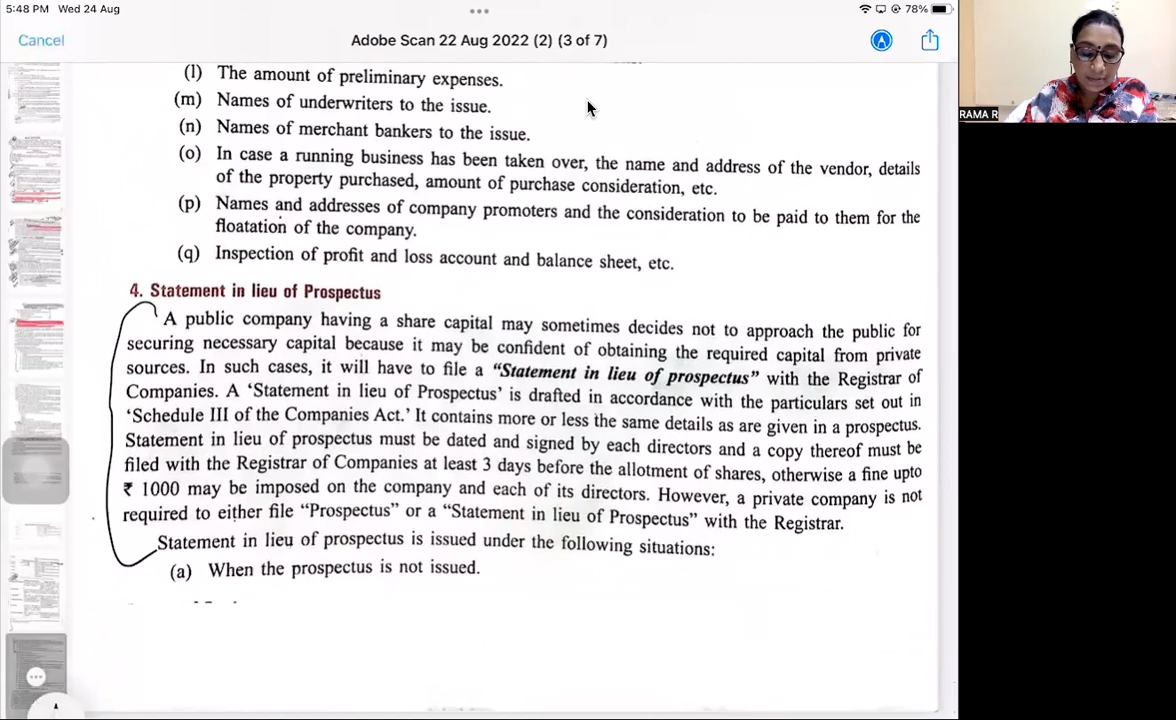 5:48 PM Wed 24 Aug
78%
Cancel
Adobe Scan 22 Aug 2022 (2) (3 of 7)
(l) The amount of preliminary expenses.
(m) Names of underwriters to the issue.
(n) Names of merchant bankers to the issue.
(o) In case a running business has been taken over, the name and address of the vendor, details
of the property purchased, amount of purchase consideration, etc.
(p) Names and addresses of company promoters and the consideration to be paid to them for the
floatation of the company.
(q) Inspection of profit and loss account and balance sheet, etc.
4. Statement in lieu of Prospectus
A public company having a share capital may sometimes decides not to approach the public for
securing necessary capital because it may be confident of obtaining the required capital from private
sources. In such cases, it will have to file a “Statement in lieu of prospectus” with the Registrar of
Companies. A ‘Statement in lieu of Prospectus’ is drafted in accordance with the particulars set out in
‘Schedule III of the Companies Act.’ It contains more or less the same details as are given in a prospectus.
Statement in lieu of prospectus must be dated and signed by each directors and a copy thereof must be
filed with the Registrar of Companies at least 3 days before the allotment of shares, otherwise a fine upto
₹ 1000 may be imposed on the company and each of its directors. However, a private company is not
required to either file “Prospectus” or a “Statement in lieu of Prospectus” with the Registrar.
Statement in lieu of prospectus is issued under the following situations:
(a) When the prospectus is not issued.
RAMA R